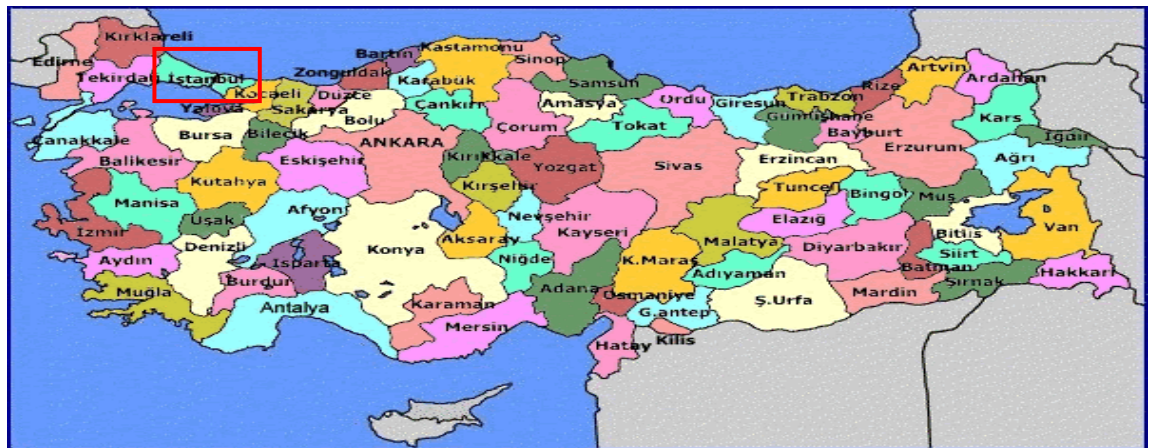 Kırklareli
Edirne
Tekirdağ
İstanbul
Kocaeli
Yalova
Sakarya
Düzce
Zonguldak
Bartın
Kastamonu
Karabük
Sinop
Samsun
Çankırı
Bolu
Amasya
Ordu
Giresun
Trabzon
Rize
Artvin
Ardahan
Çanakkale
Bursa
Bilecik
ANKARA
Çorum
Tokat
Gümüşhane
Bayburt
Erzurum
Kars
Iğdır
Balikesir
Eskişehir
Kırıkkale
Yozgat
Sivas
Erzincan
Ağrı
Kutahya
Kırşehir
Tunceli
Bingöl
Muş
Manisa
Uşak
Afyon
Nevşehir
Kayseri
Malatya
Elazığ
Diyarbakır
Bitlis
Van
İzmir
Denizli
Konya
Aksaray
Niğde
K.Maraş
Adıyaman
Batman
Siirt
Hakkari
Aydın
Isparta
Burdur
Muğla
Antalya
Karaman
Mersin
Adana
Osmaniye
G.antep
Ş.Urfa
Mardin
Şırnak
Hatay
Kilis